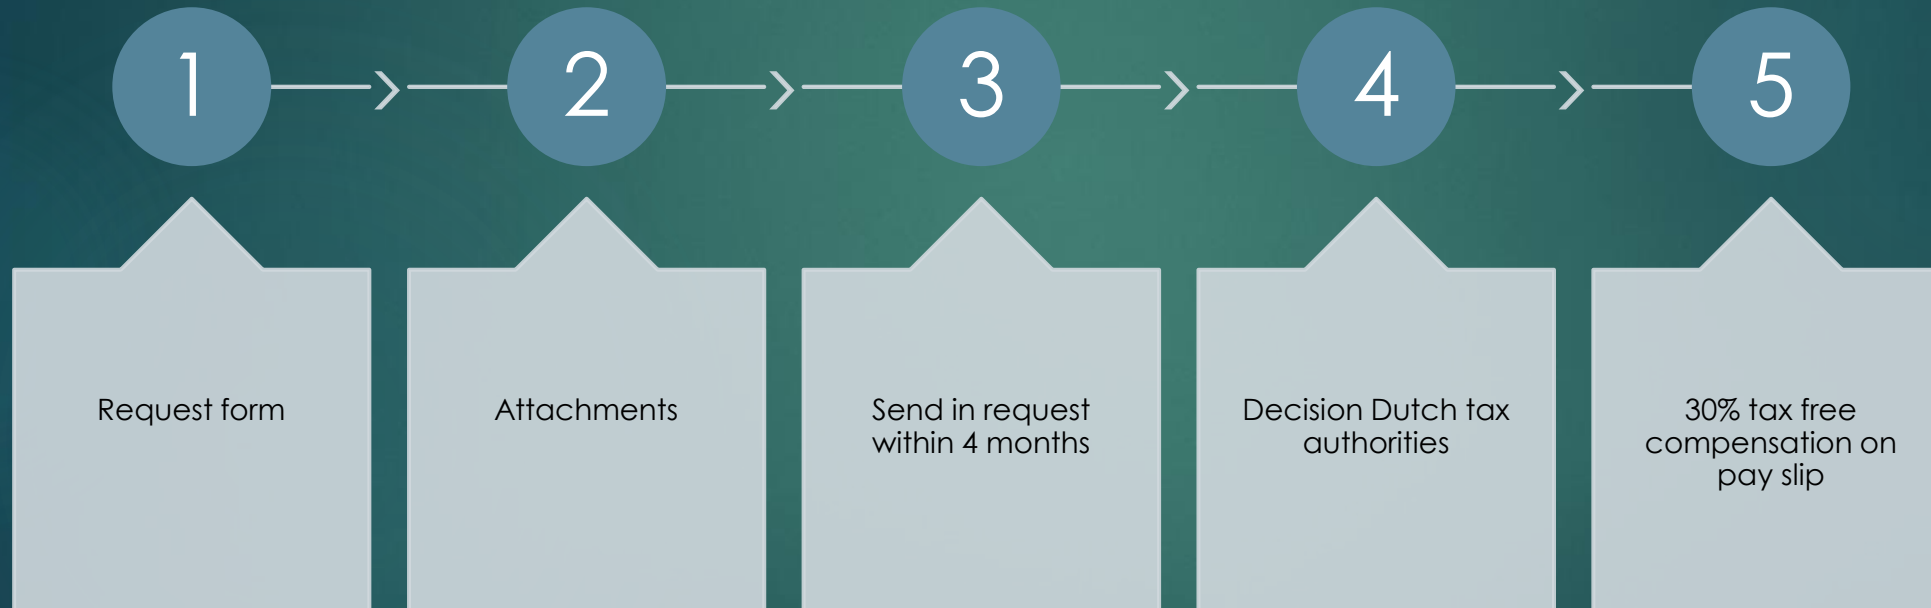 1
2
3
4
5
Request form
Attachments
Send in request
within 4 months
Decision Dutch tax
authorities
30% tax free
compensation on
pay slip